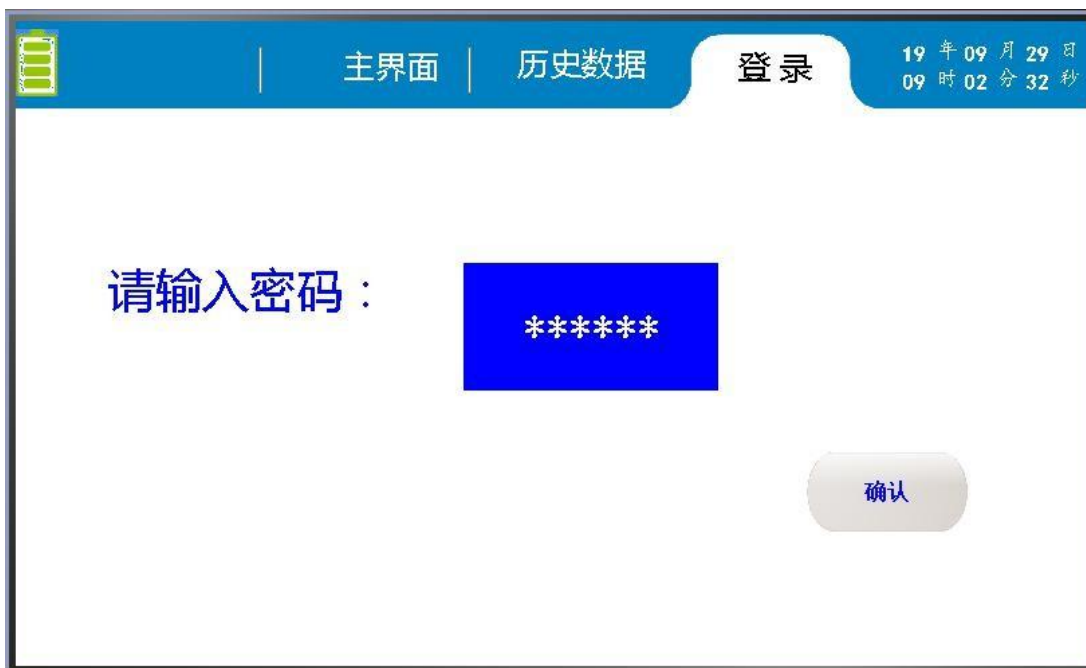 主界面 历史数据 登录 19 年 09 月 29 日
09 时 02 分 32 秒
请输入密码：
******
确认